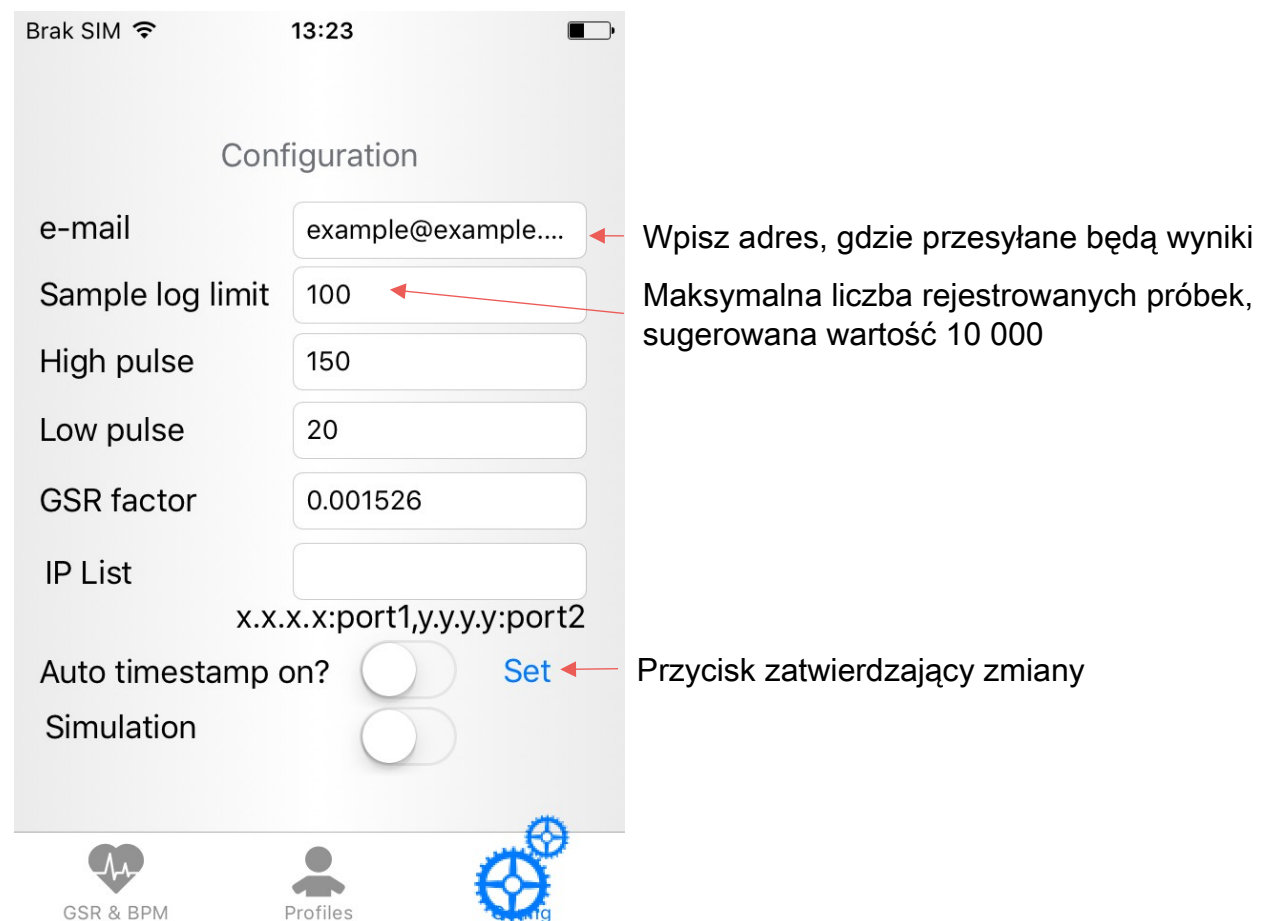 Brak SIM
13:23
Configuration
e-mail
example@example....
Wpisz adres, gdzie przesyłane będą wyniki
Sample log limit
100
Maksymalna liczba rejestrowanych próbek,
sugerowana wartość 10 000
High pulse
150
Low pulse
20
GSR factor
0.001526
IP List
x.x.x.x:port1,y.y.y.y:port2
Auto timestamp on?
Set
Przycisk zatwierdzający zmiany
Simulation
GSR & BPM
Profiles